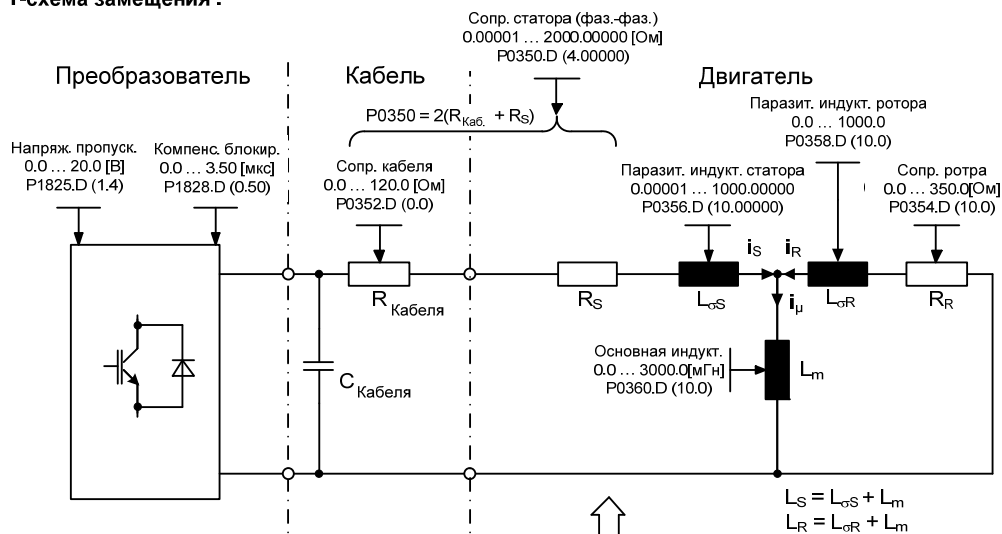 Т-схема замещения :
Сопр. статора (фаз.-фаз.)
0.00001 ... 2000.00000 [Ом]
P0350.D (4.00000)
Преобразователь
Кабель
Двигатель
P0350 = 2(RКаб. + RS)
Паразит. индукт. ротора
0.0 ... 1000.0
P0358.D (10.0)
Напряж. пропуск.
0.0 ... 20.0 [В]
P1825.D (1.4)
Компенс. блокир.
0.0 ... 3.50 [мкс]
P1828.D (0.50)
Сопр. кабеля
0.0 ... 120.0 [Ом]
P0352.D (0.0)
Паразит. индукт. статора
0.00001 ... 1000.00000
P0356.D (10.00000)
(
Сопр. ротра
0.0 ... 350.0[Ом]
P0354.D (10.0)
iS
iR
R Кабеля
RS
LσS
LσR
RR
iμ
Основная индукт.
0.0 ... 3000.0[мГн]
P0360.D (10.0)
Lm
C Кабеля
LS = LσS + Lm
LR = LσR + Lm